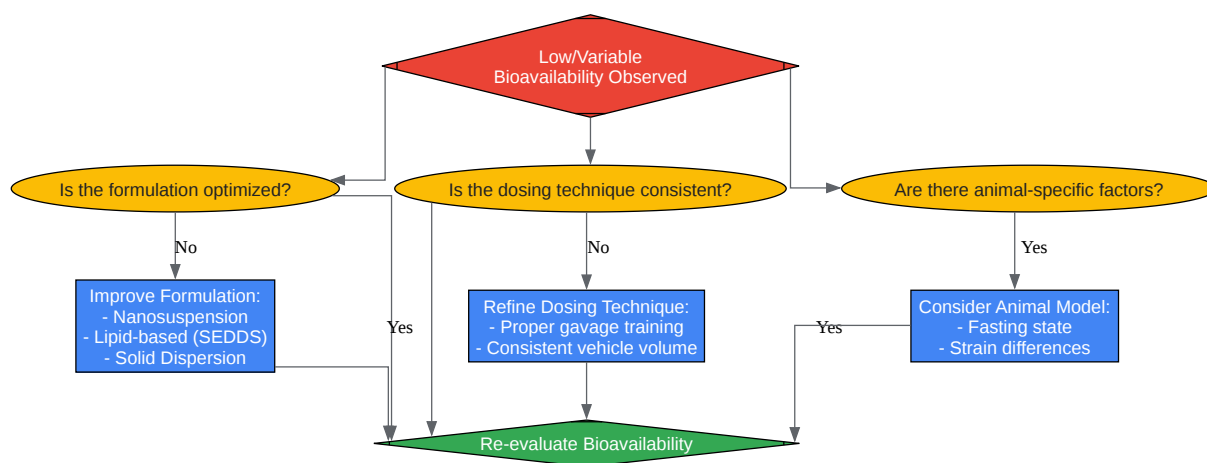 Low/Variable
Bioavailability Observed
Is the formulation optimized?
Is the dosing technique consistent?
Are there animal-specific factors?
No
No
Yes
Improve Formulation:
- Nanosuspension
- Lipid-based (SEDDS)
- Solid Dispersion
Yes
Refine Dosing Technique:
- Proper gavage training
- Consistent vehicle volume
Yes
Consider Animal Model:
- Fasting state
- Strain differences
Re-evaluate Bioavailability